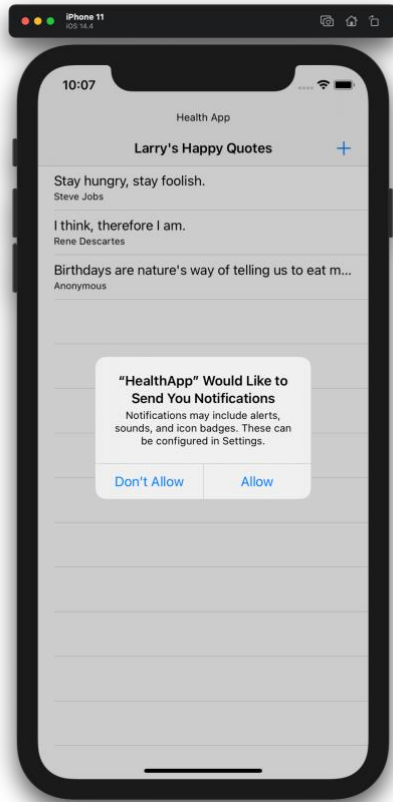 iPhone 11
iOS 14.4
10:07
Health App
Larry's Happy Quotes
+
Stay hungry, stay foolish.
Steve Jobs
I think, therefore I am.
Rene Descartes
Birthdays are nature's way of telling us to eat m...
Anonymous
“HealthApp” Would Like to
Send You Notifications
Notifications may include alerts,
sounds, and icon badges. These can
be configured in Settings.
Don't Allow
Allow